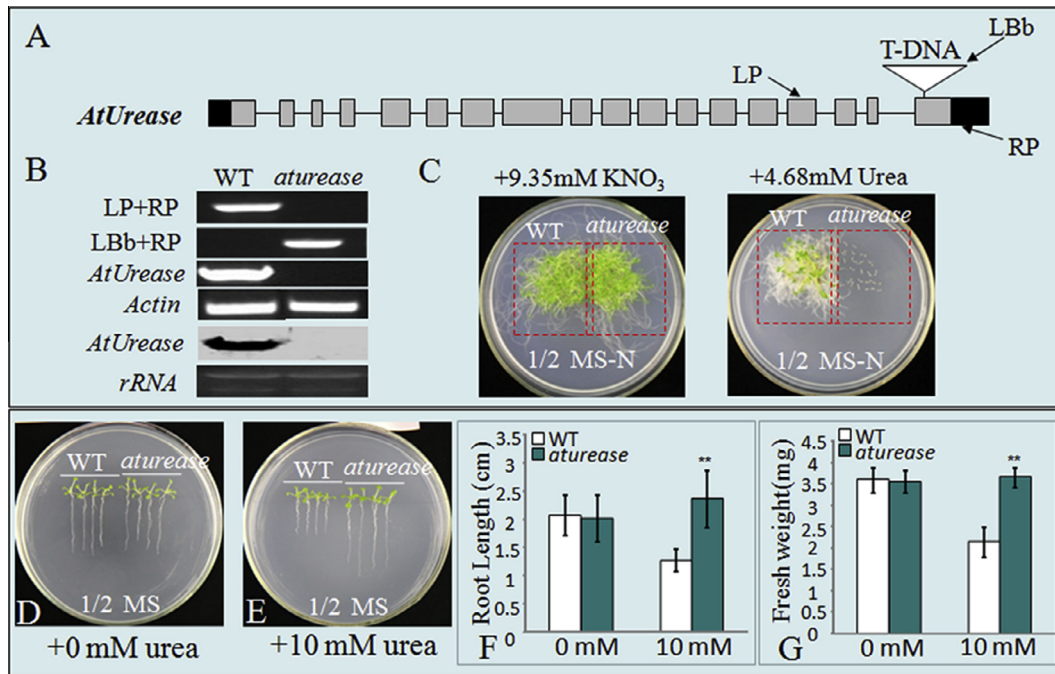 A
LBb
T-DNA
LP
AtUrease
RP
B
WT aturease
LP+RP
LBb+RP
AtUrease
Actin
AtUrease
rRNA
C
+9.35mM KNO₃
WT aturease
1/2 MS-N
+4.68mM Urea
WT aturease
1/2 MS-N
WT aturease
D
1/2 MS
+0 mM urea
WT aturease
E
1/2 MS
+10 mM urea
Root Length (cm)
3.5
3
2.5
2
1.5
1
0.5
0
WT
aturease
**
F
0 mM
10 mM
Fresh weight(mg)
4.5
4
3.5
3
2.5
2
1.5
1
0.5
0
WT
aturease
**
G
0 mM
10 mM